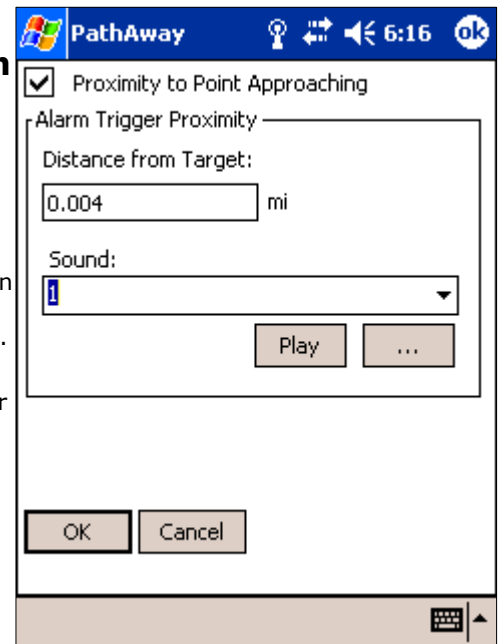 PathAway 6:16 ok
Proximity to Point Approaching
Alarm Trigger Proximity
Distance from Target:
0.004 mi
Sound:
1
Play ...
OK Cancel